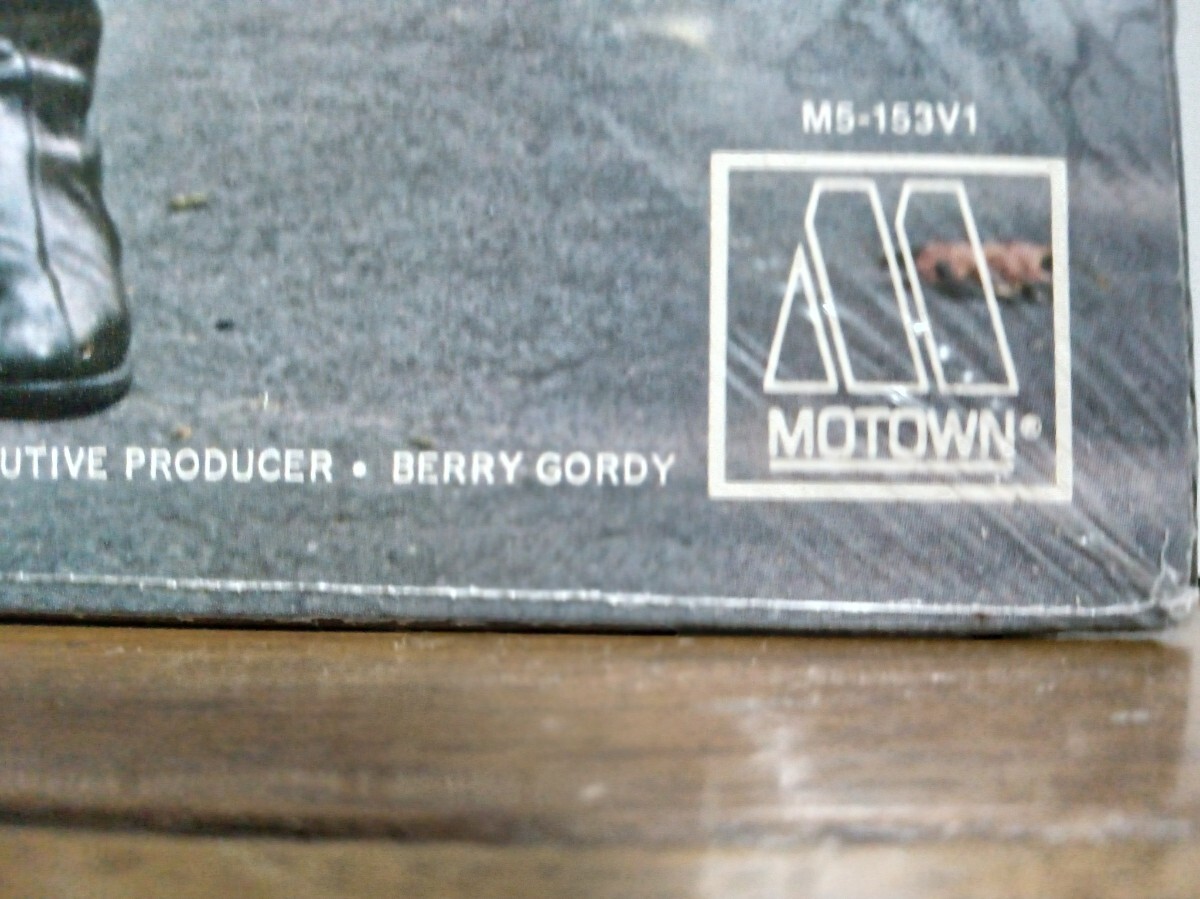 M5-153V1
MOTOWN®
UTIVE PRODUCER • BERRY GORDY